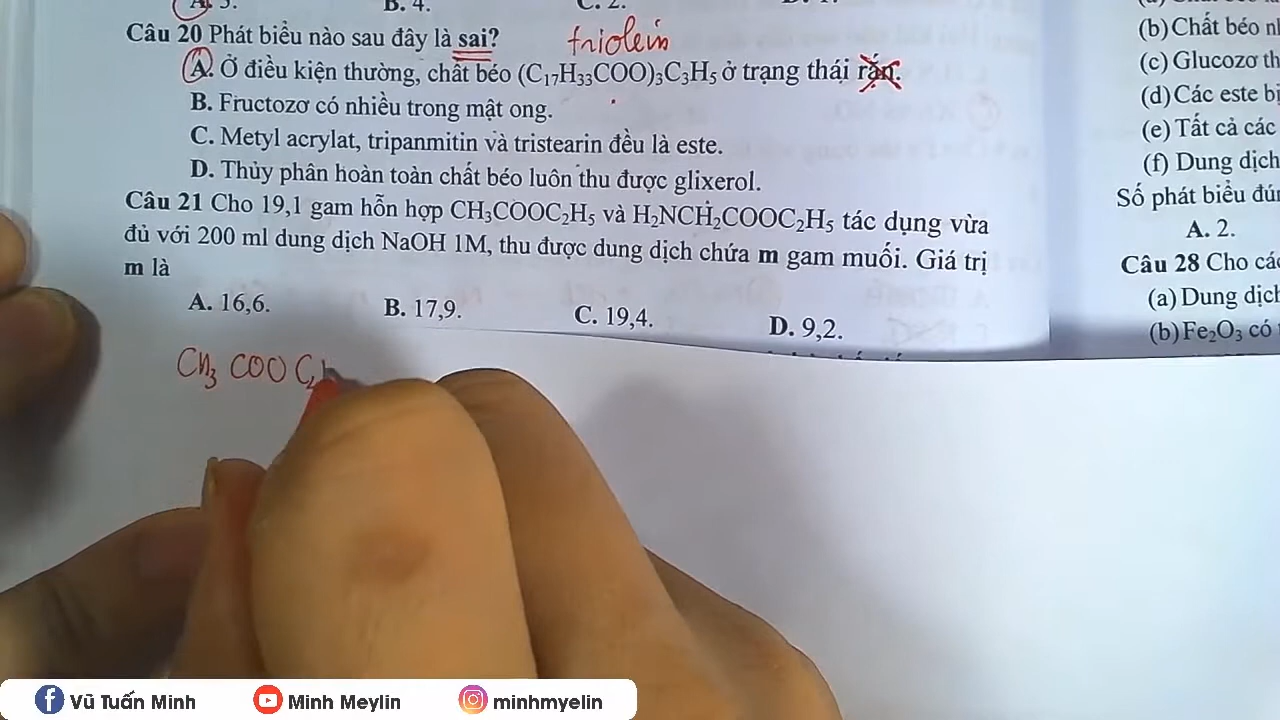 B. 4.
C. 2.
Câu 20 Phát biểu nào sau đây là sai?
triolein
A. Ở điều kiện thường, chất béo (C₁₇H₃₃COO)₃C₃H₅ ở trạng thái rắn.
B. Fructozơ có nhiều trong mật ong.
C. Metyl acrylat, tripanmitin và tristearin đều là este.
D. Thủy phân hoàn toàn chất béo luôn thu được glixerol.
Câu 21 Cho 19,1 gam hỗn hợp CH₃COOC₂H₅ và H₂NCH₂COOC₂H₅ tác dụng vừa
đủ với 200 ml dung dịch NaOH 1M, thu được dung dịch chứa m gam muối. Giá trị
m là
A. 16,6.
B. 17,9.
C. 19,4.
D. 9,2.
CH₃COOC₂
(b) Chất béo
(c) Glucozơ
(d) Các este
(e) Tất cả các
(f) Dung dịch
Số phát biểu
A. 2.
Câu 28 Cho
(a) Dung
(b) Fe₂O₃ có
Vũ Tuấn Minh
Minh Meylin
minhmyelin